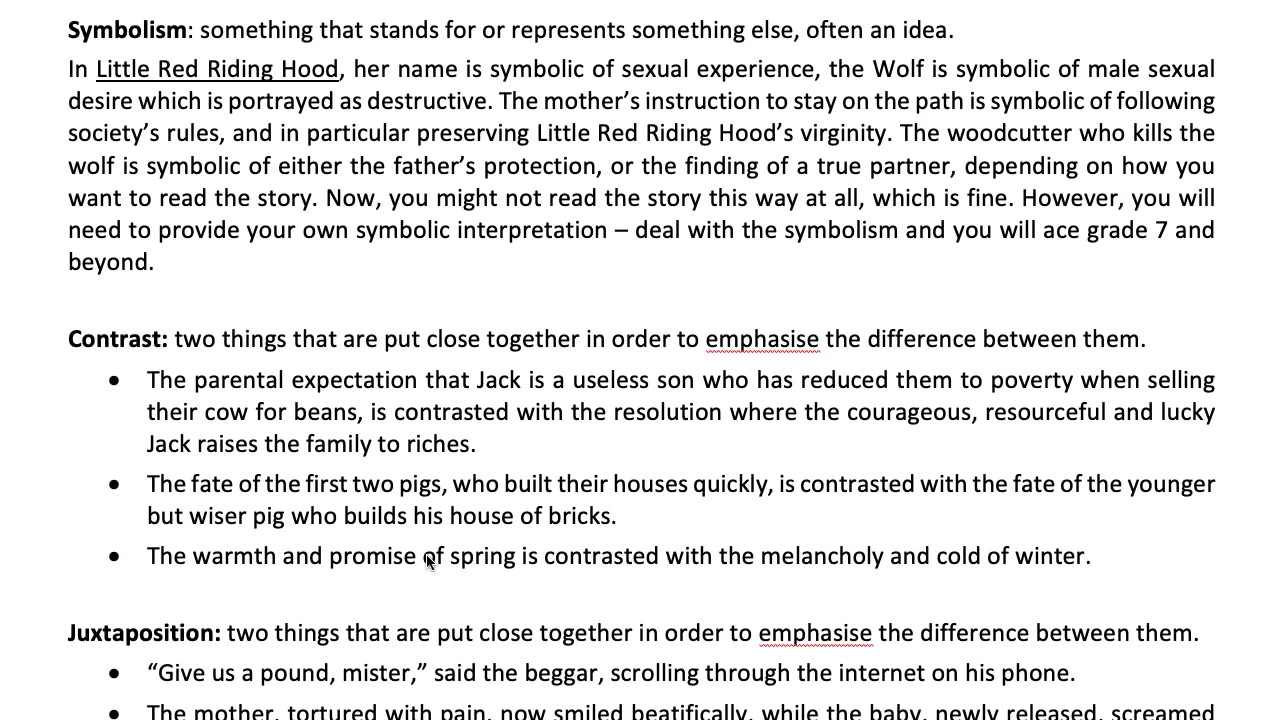 Symbolism: something that stands for or represents something else, often an idea.
In Little Red Riding Hood, her name is symbolic of sexual experience, the Wolf is symbolic of male sexual
desire which is portrayed as destructive. The mother’s instruction to stay on the path is symbolic of following
society’s rules, and in particular preserving Little Red Riding Hood’s virginity. The woodcutter who kills the
wolf is symbolic of either the father’s protection, or the finding of a true partner, depending on how you
want to read the story. Now, you might not read the story this way at all, which is fine. However, you will
need to provide your own symbolic interpretation – deal with the symbolism and you will ace grade 7 and
beyond.
Contrast: two things that are put close together in order to emphasise the difference between them.
• The parental expectation that Jack is a useless son who has reduced them to poverty when selling
their cow for beans, is contrasted with the resolution where the courageous, resourceful and lucky
Jack raises the family to riches.
• The fate of the first two pigs, who built their houses quickly, is contrasted with the fate of the younger
but wiser pig who builds his house of bricks.
• The warmth and promise of spring is contrasted with the melancholy and cold of winter.
Juxtaposition: two things that are put close together in order to emphasise the difference between them.
• “Give us a pound, mister,” said the beggar, scrolling through the internet on his phone.
• The mother, tortured with pain, now smiled beatifically, while the baby, newly released, screamed